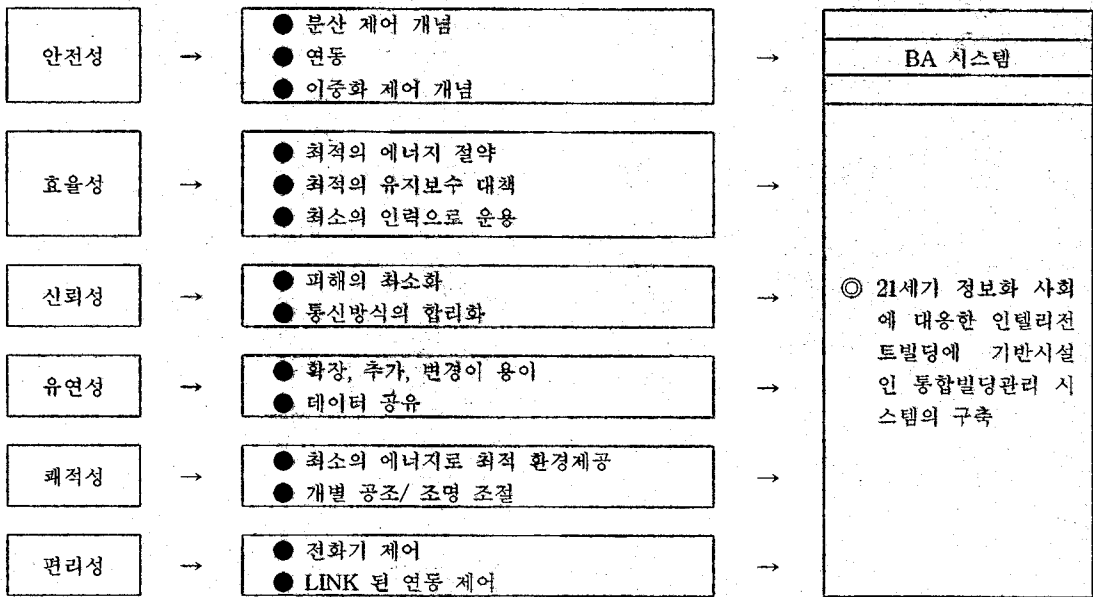 안전성
→
● 분산 제어 개념
● 연동
● 이중화 제어 개념
→
효율성
→
● 최적의 에너지 절약
● 최적의 유지보수 대책
● 최소의 인력으로 운용
→
신뢰성
→
● 피해의 최소화
● 통신방식의 합리화
→
유연성
→
● 확장, 추가, 변경이 용이
● 데이터 공유
→
쾌적성
→
● 최소의 에너지로 최적 환경제공
● 개별 공조/ 조명 조절
→
편리성
→
● 전화기 제어
● LINK 된 연동 제어
→
BA 시스템
◎ 21세기 정보화 사회
에 대응한 인텔리전
트빌딩에 기반시설
인 통합빌딩관리 시
스템의 구축